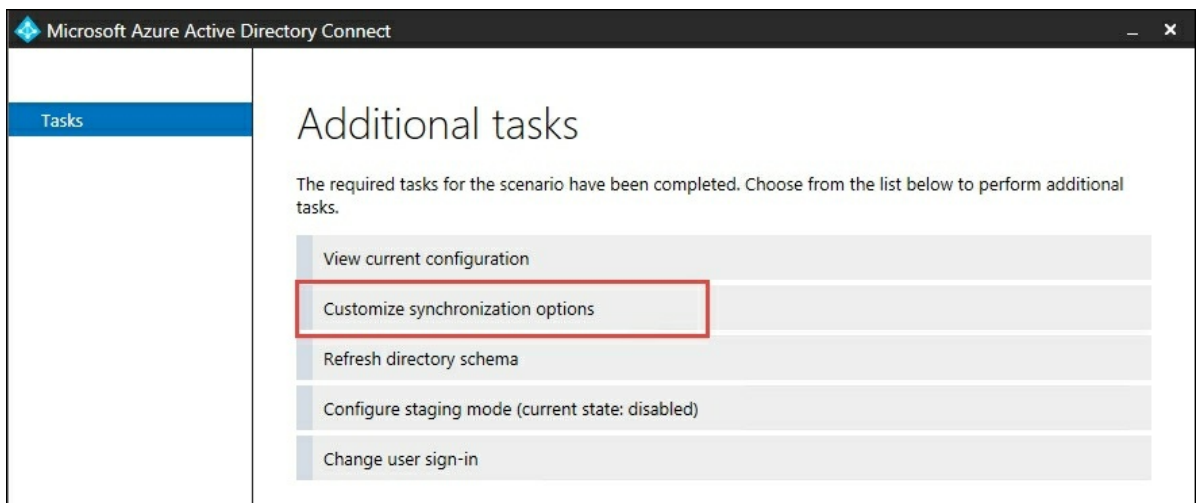 Microsoft Azure Active Directory Connect
Tasks
Additional tasks
The required tasks for the scenario have been completed. Choose from the list below to perform additional
tasks.
View current configuration
Customize synchronization options
Refresh directory schema
Configure staging mode (current state: disabled)
Change user sign-in